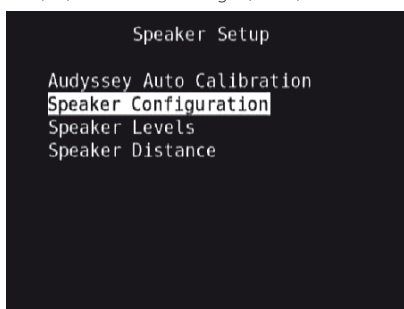 Speaker Setup
Audyssey Auto Calibration
Speaker Configuration
Speaker Levels
Speaker Distance